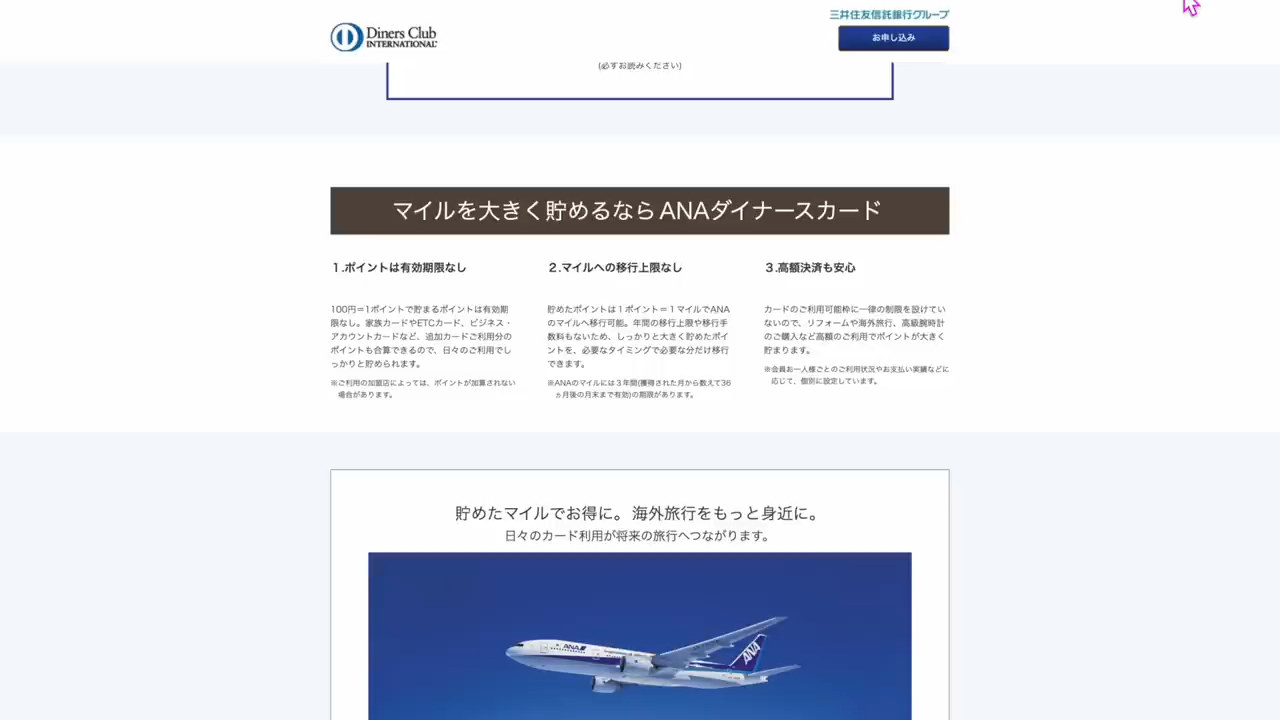 三井住友信託銀行グループ
Diners Club
INTERNATIONAL
お申し込み
(必ずお読みください)
マイルを大きく貯めるならANAダイナースカード
1.ポイントは有効期限なし
100円=1ポイントで貯まるポイントは有効期
限なし。家族カードやETCカード、ビジネス・
アカウントカードなど、追加カードご利用分の
ポイントも合算できるので、日々のご利用でし
っかりと貯められます。
※ご利用の加盟店によっては、ポイントが加算されない
場合があります。
2.マイルへの移行上限なし
貯めたポイントは1ポイント=1マイルでANA
のマイルへ移行可能。年間の移行上限や移行手
数料もないため、しっかりと大きく貯めたポイ
ントを、必要なタイミングで必要な分だけ移行
できます。
※ANAのマイルには3年間(獲得された月から数えて36
ヵ月後の月末まで有効)の期限があります。
3.高額決済も安心
カードのご利用可能枠に一律の制限を設けてい
ないので、リフォームや海外旅行、高級腕時計
のご購入など高額のご利用でポイントが大きく
貯まります。
※会員お一人様ごとのご利用状況やお支払い実績などに
応じて、個別に設定しています。
貯めたマイルでお得に。海外旅行をもっと身近に。
日々のカード利用が将来の旅行へつながります。
ANA
ANA